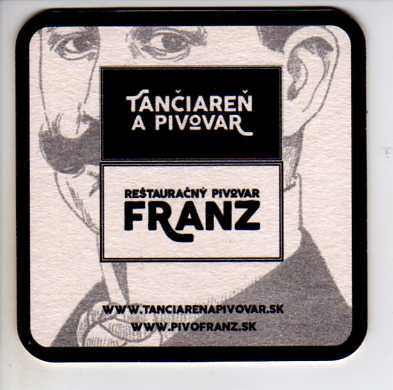 TANČIAREŇ
A PIVOVAR
REŠTAURAČNÝ PIVOVAR
FRANZ
WWW.TANCIARENAPIVOVAR.SK
WWW.PIVOFRANZ.SK